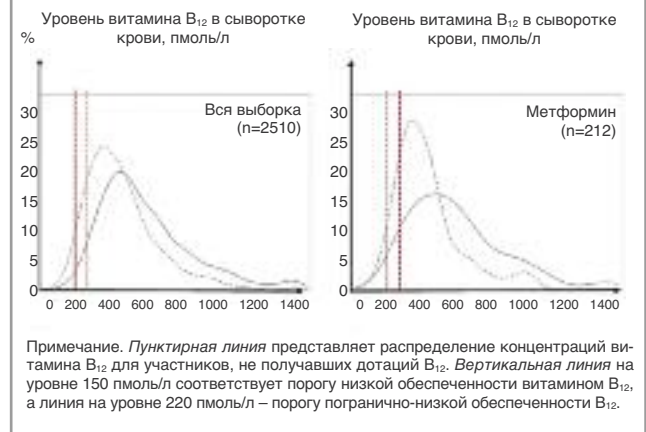 Уровень витамина B₁₂ в сыворотке
крови, пмоль/л
%
30
25
20
15
10
5
0
Вся выборка
(n=2510)
0 200 400 600 800 1000 1200 1400
Уровень витамина B₁₂ в сыворотке
крови, пмоль/л
30
25
20
15
10
5
0
Метформин
(n=212)
0 200 400 600 800 1000 1200 1400
Примечание. Пунктирная линия представляет распределение концентраций ви-
тамина B₁₂ для участников, не получавших дотаций B₁₂. Вертикальная линия на
уровне 150 пмоль/л соответствует порогу низкой обеспеченности витамином B₁₂,
а линия на уровне 220 пмоль/л – порогу погранично-низкой обеспеченности B₁₂.